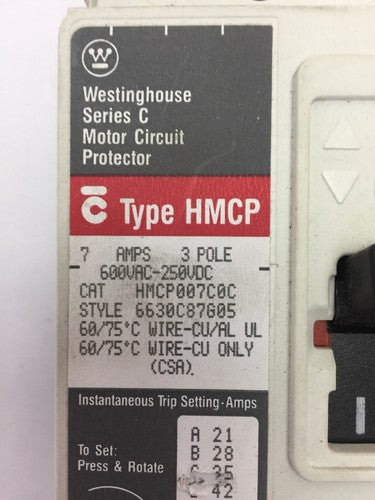 W
Westinghouse
Series C
Motor Circuit
Protector
C Type HMCP
7 AMPS 3 POLE
600VAC-250VDC
CAT HMCP007C0C
STYLE 6630C87G05
60/75°C WIRE-CU/AL UL
60/75°C WIRE-CU ONLY
(CSA).
Instantaneous Trip Setting-Amps
To Set:
Press & Rotate
A 21
B 28
C 35
42